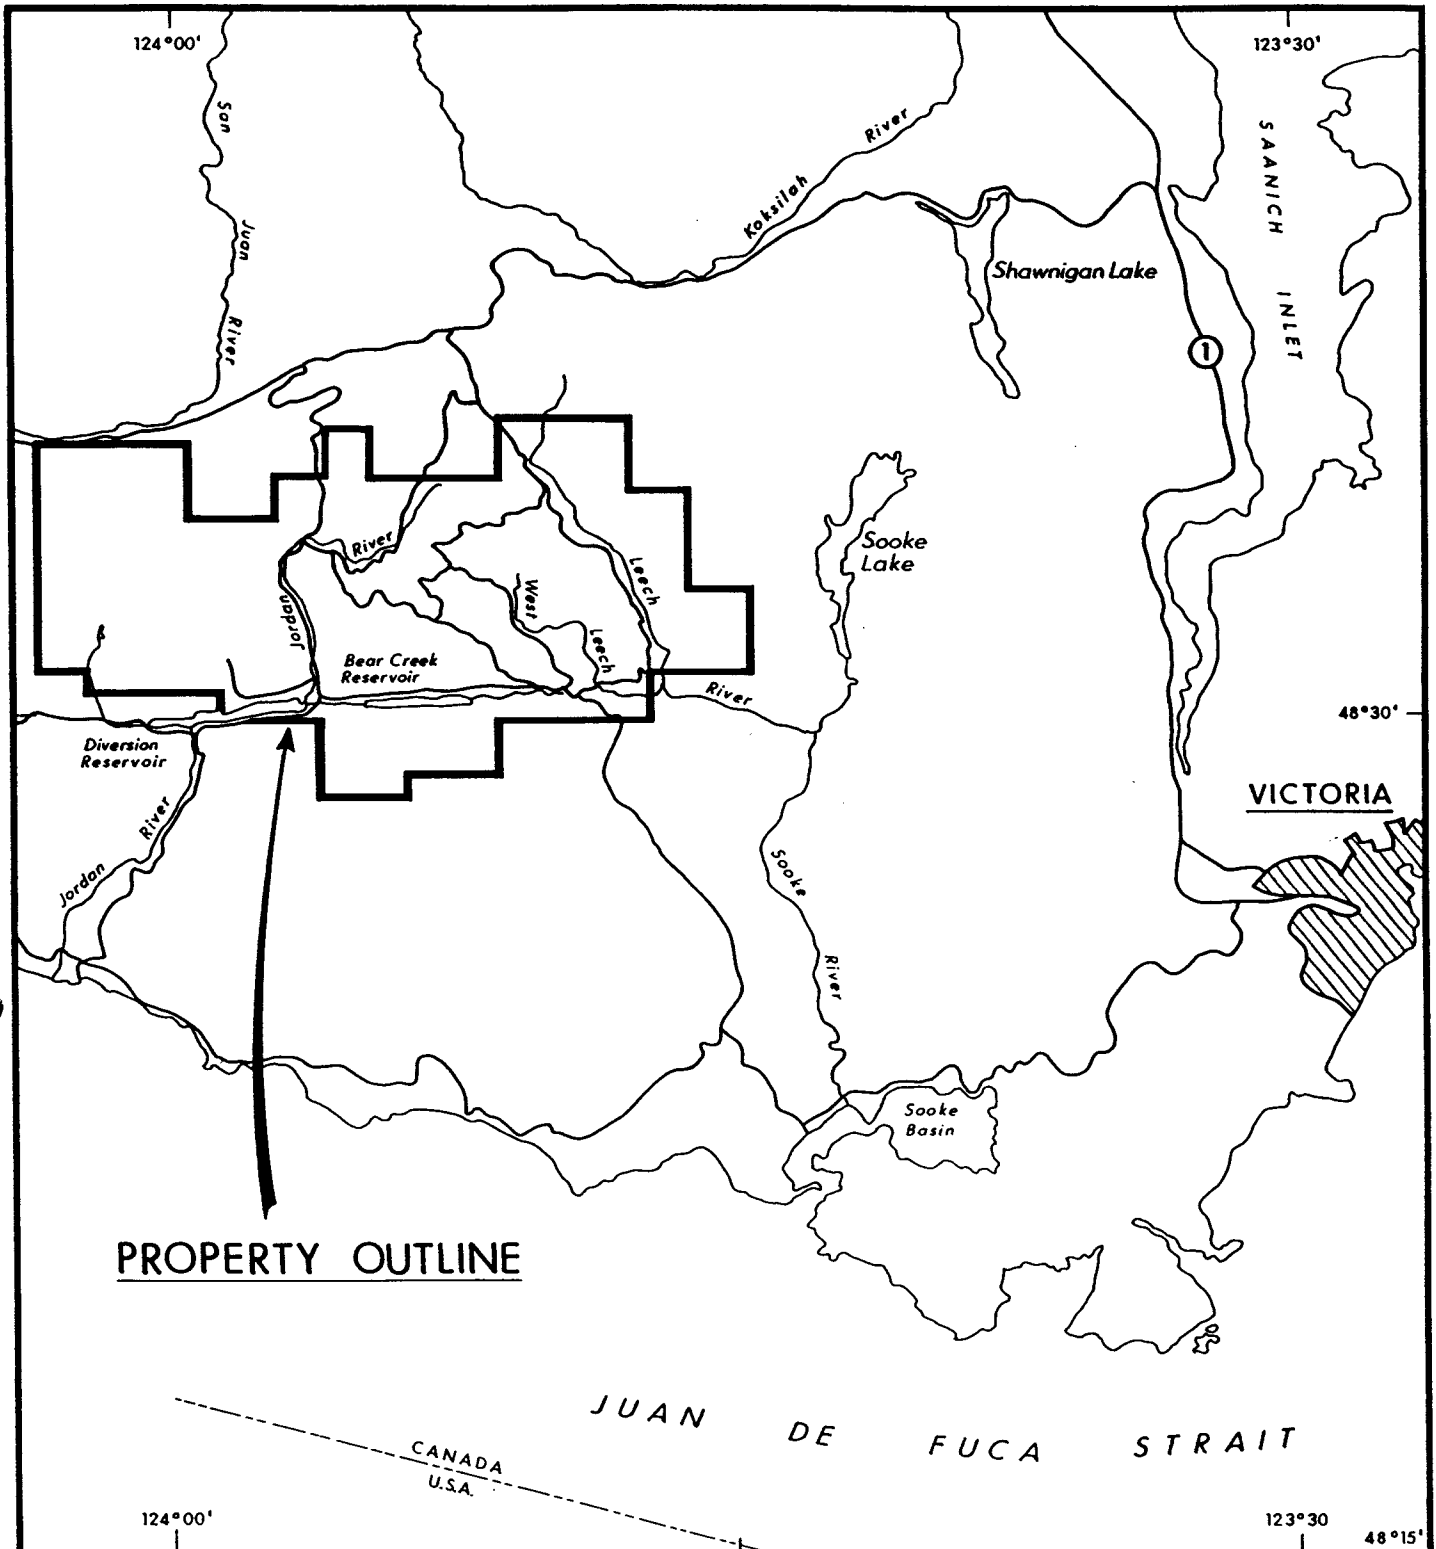 124°00'
123°30'
San
Juan
River
Koksilah River
SAANICH
INLET
Shawnigan Lake
1
River
Jordan
Leech
West
Leech
River
Sooke
Lake
Bear Creek
Reservoir
Diversion
Reservoir
Jordan River
48°30'
VICTORIA
Sooke
River
Sooke
Basin
PROPERTY OUTLINE
JUAN DE FUCA STRAIT
CANADA
U.S.A.
124°00'
123°30
48°15'